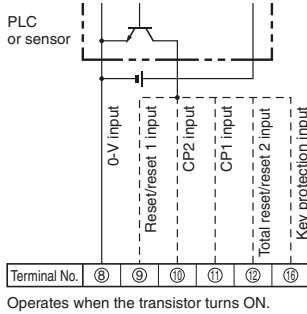 PLC
or sensor
0-V input
Reset/reset 1 input
CP2 input
CP1 input
Total reset/reset 2 input
Key protection input
Terminal No. ⑧ ⑨ ⑩ ⑪ ⑫ ⑯
Operates when the transistor turns ON.